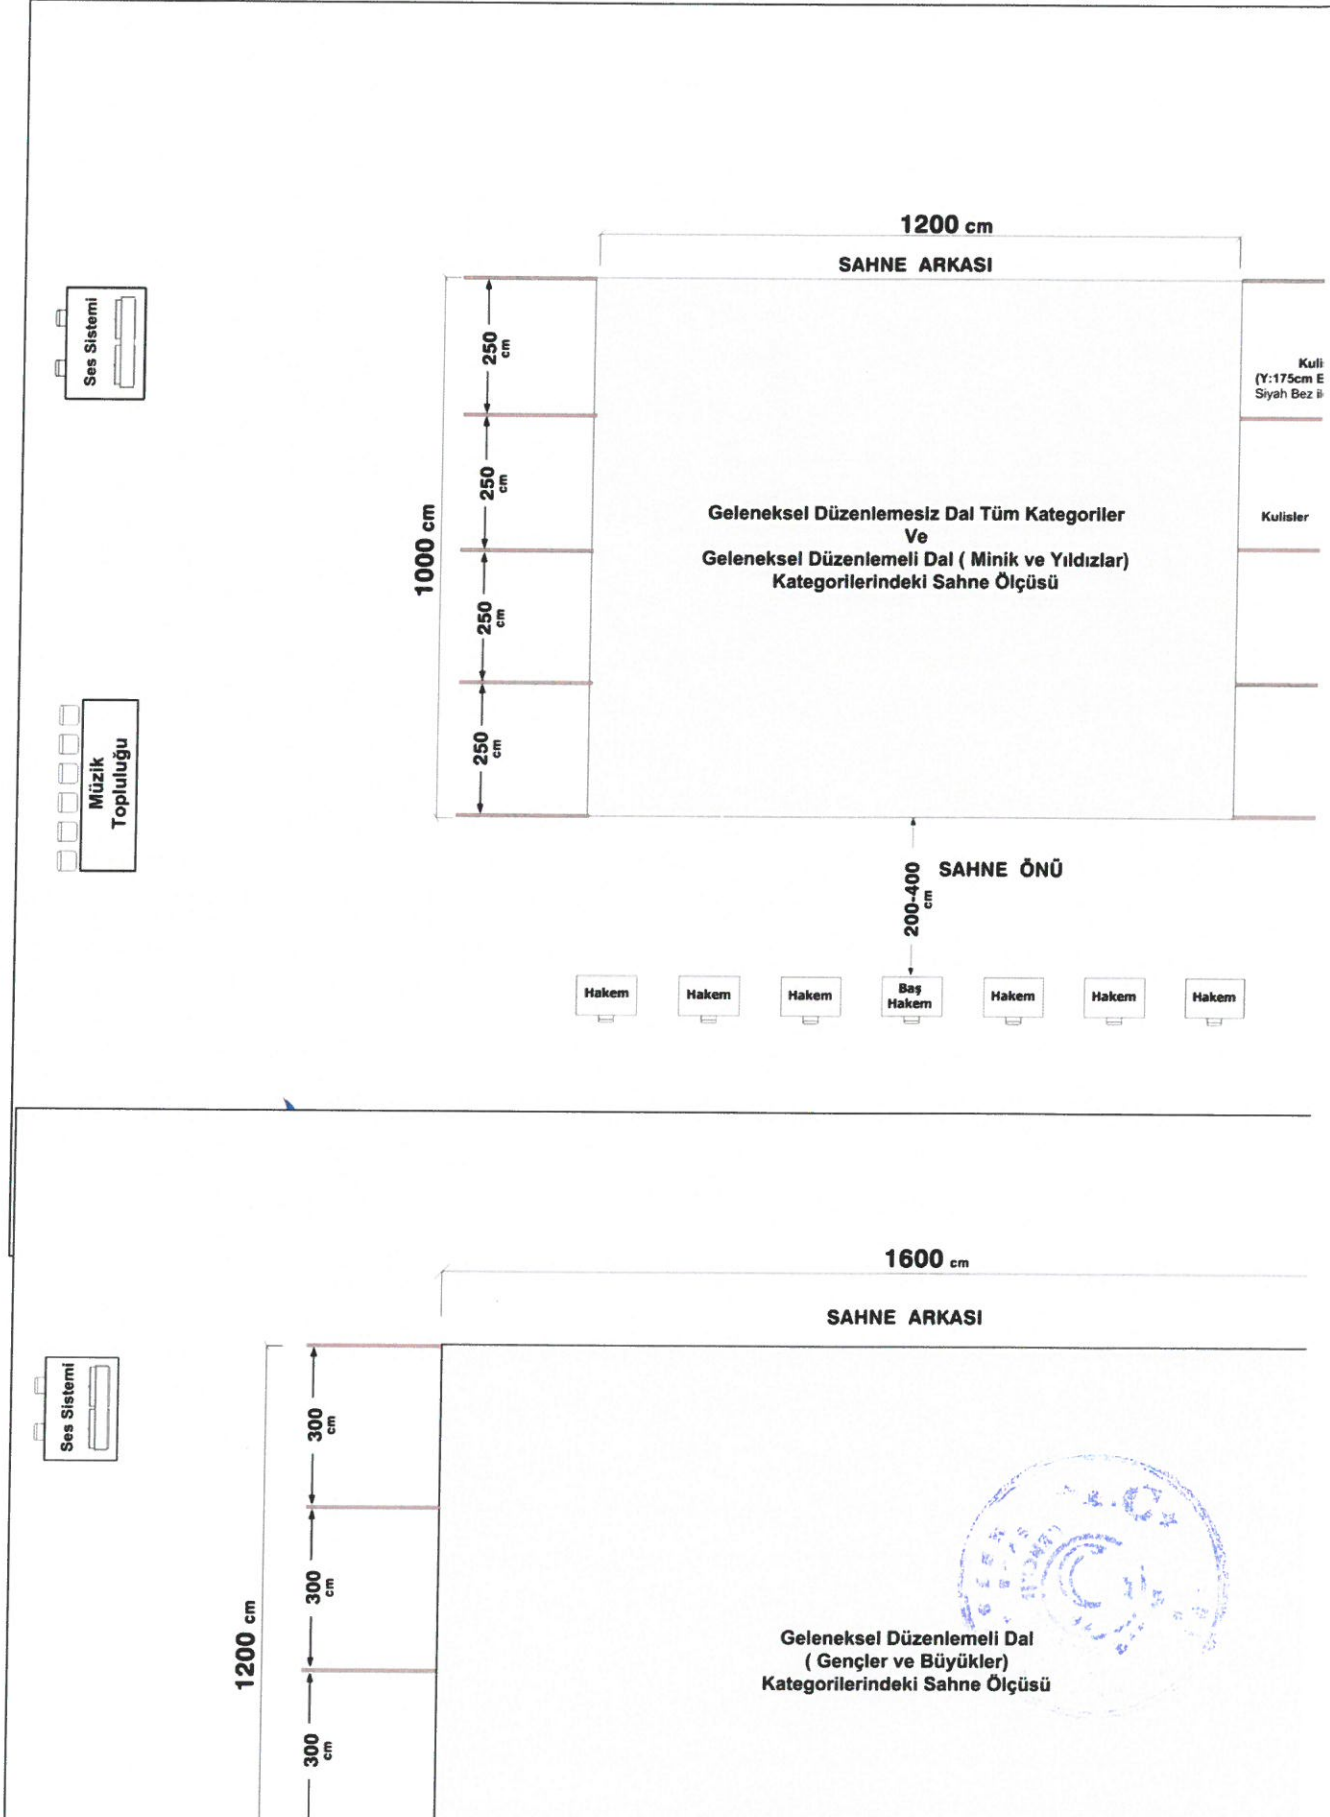 1200 cm
SAHNE ARKASI
Ses Sistemi
250
cm
250
cm
250
cm
250
cm
1000 cm
(Y:175cm
Siyah Bez
Kulisler
Geleneksel Düzenlemesiz Dal Tüm Kategoriler
Ve
Geleneksel Düzenlemeli Dal ( Minik ve Yıldızlar)
Kategorilerindeki Sahne Ölçüsü
Müzik
Topluluğu
SAHNE ÖNÜ
200-400
cm
Hakem
Hakem
Hakem
Baş
Hakem
Hakem
Hakem
Hakem
1600 cm
SAHNE ARKASI
Ses Sistemi
300
cm
300
cm
300
cm
1200 cm
Geleneksel Düzenlemeli Dal
( Gençler ve Büyükler)
Kategorilerindeki Sahne Ölçüsü